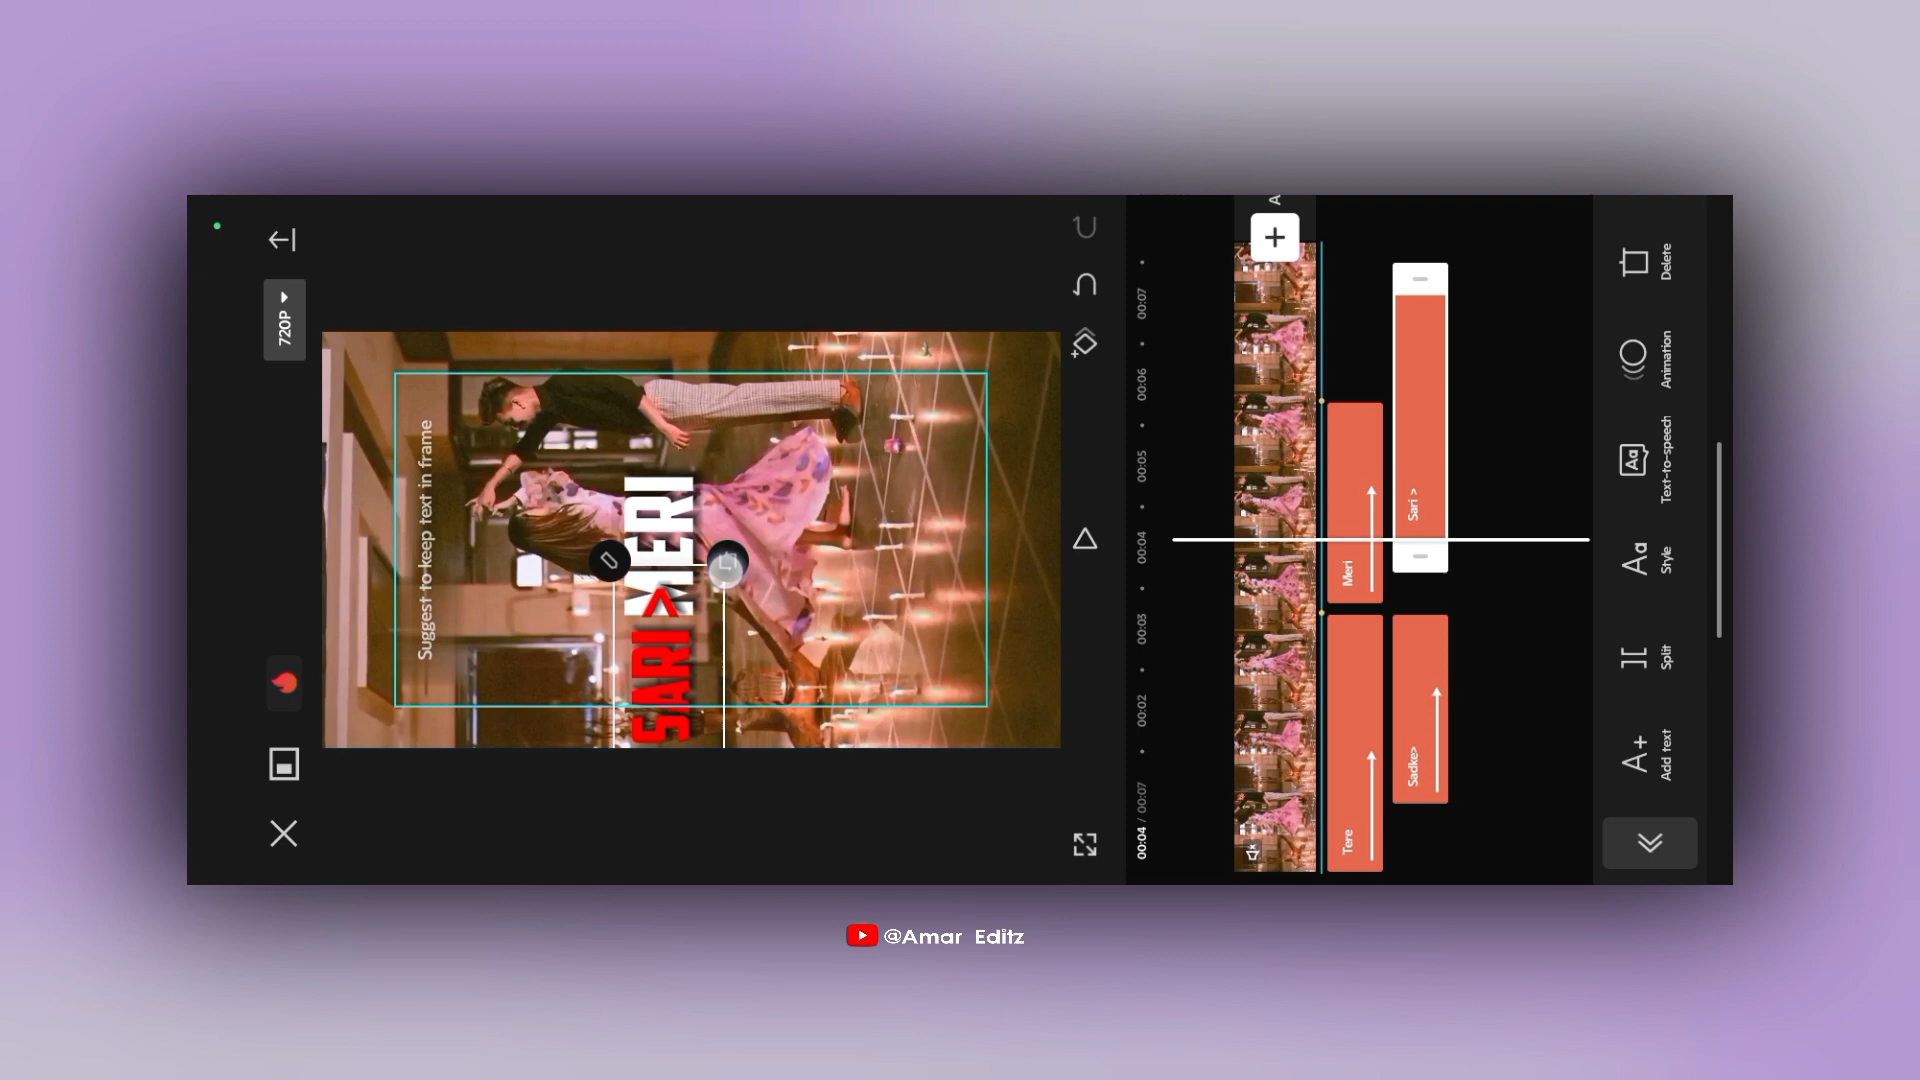 720P
Suggest to keep text in frame
SARI >
MERI
00:04 / 00:07
00:02
00:03
00:04
00:05
00:06
00:07
A
Tere
Meri
Sadke>
Sari >
Add text
Split
Style
Text-to-speech
Animation
Delete
@Amar Editz